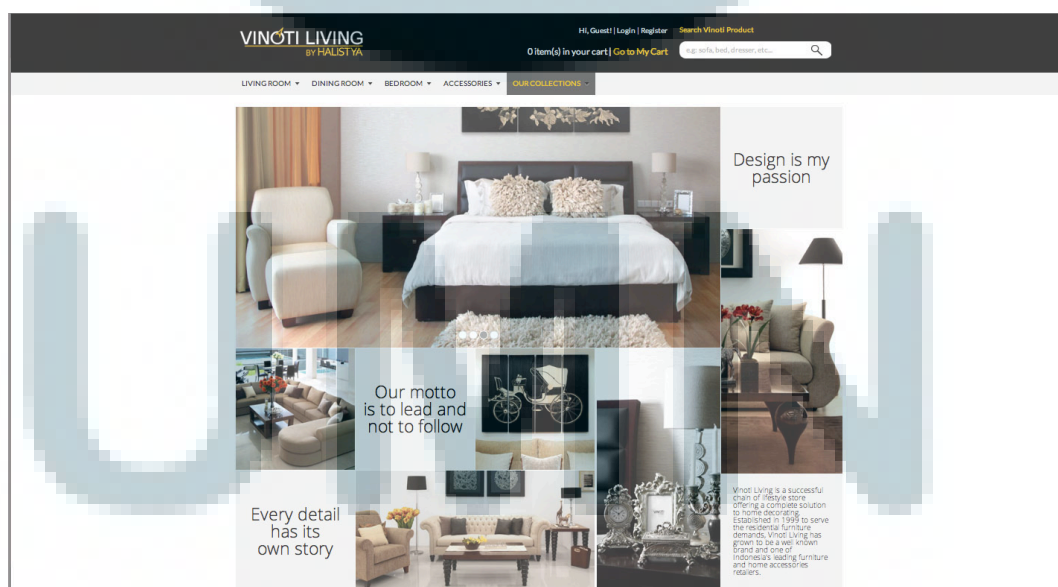 VINOTI LIVING
BY HALISTYA
Hi, Guest! | Login | Register
Search Vinoti Product
0 item(s) in your cart | Go to My Cart
e.g: sofa, bed, dresser, etc...
LIVING ROOM
DINING ROOM
BEDROOM
ACCESSORIES
OUR COLLECTIONS
Design is my
passion
Our motto
is to lead and
not to follow
Every detail
has its
own story
Vinoti Living is a successful
chain of lifestyle store
offering a complete solution
to home decorating.
Established in 1999 to serve
the residential furniture
demands, Vinoti Living has
grown to be a well known
brand and one of
Indonesia's leading furniture
and home accessories
retailers.